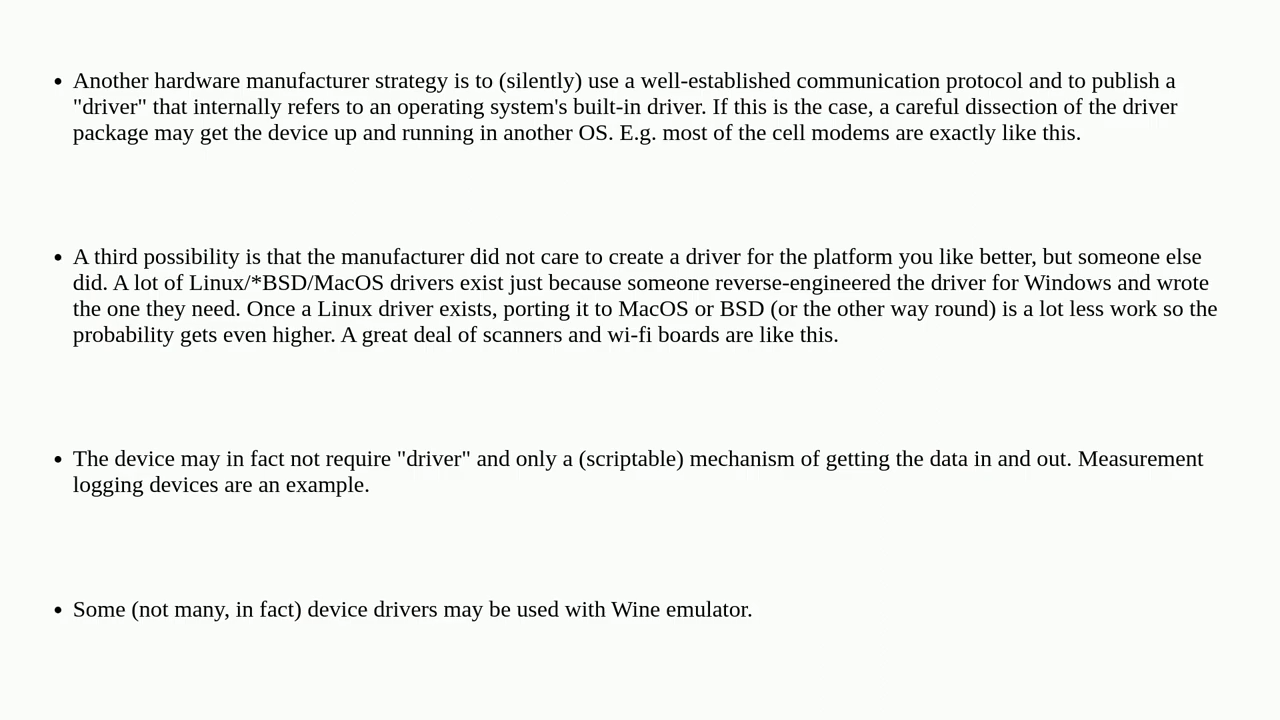 • Another hardware manufacturer strategy is to (silently) use a well-established communication protocol and to publish a
"driver" that internally refers to an operating system's built-in driver. If this is the case, a careful dissection of the driver
package may get the device up and running in another OS. E.g. most of the cell modems are exactly like this.
• A third possibility is that the manufacturer did not care to create a driver for the platform you like better, but someone else
did. A lot of Linux/*BSD/MacOS drivers exist just because someone reverse-engineered the driver for Windows and wrote
the one they need. Once a Linux driver exists, porting it to MacOS or BSD (or the other way round) is a lot less work so the
probability gets even higher. A great deal of scanners and wi-fi boards are like this.
• The device may in fact not require "driver" and only a (scriptable) mechanism of getting the data in and out. Measurement
logging devices are an example.
• Some (not many, in fact) device drivers may be used with Wine emulator.